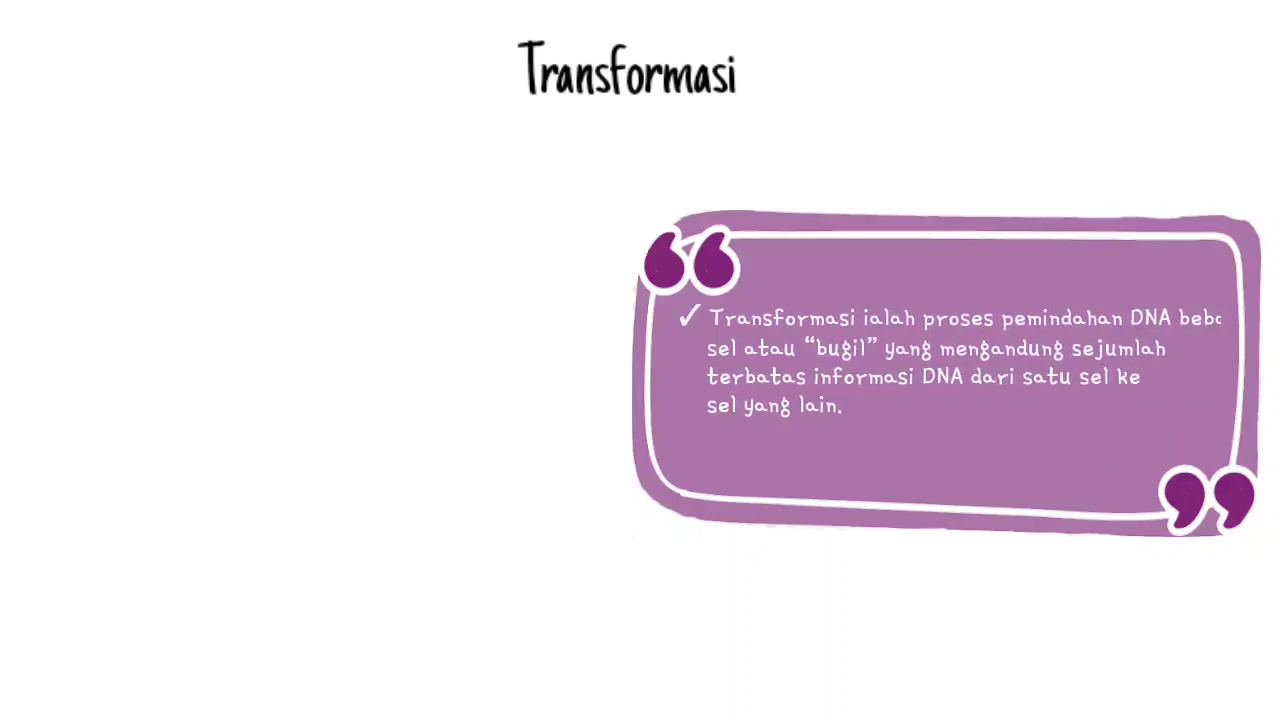 Transformasi
✓ Transformasi ialah proses pemindahan DNA
sel atau “bugil” yang mengandung sejumlah
terbatas informasi DNA dari satu sel ke
sel yang lain.